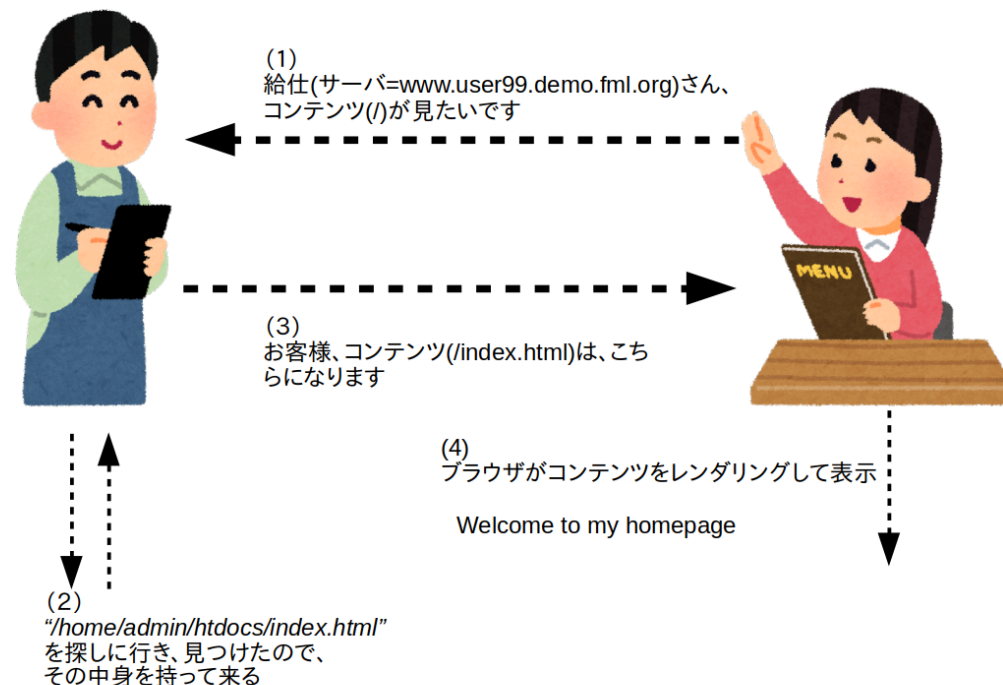 (1)
給仕(サーバ=www.user99.demo.fml.org)さん、
コンテンツ(/)が見たいです
MENU
（3）
お客様、コンテンツ(/index.html)は、こち
らになります
(4)
ブラウザがコンテンツをレンダリングして表示
Welcome to my homepage
（2）
“/home/admin/htdocs/index.html”
を探しに行き、見つけたので、
その中身を持って来る